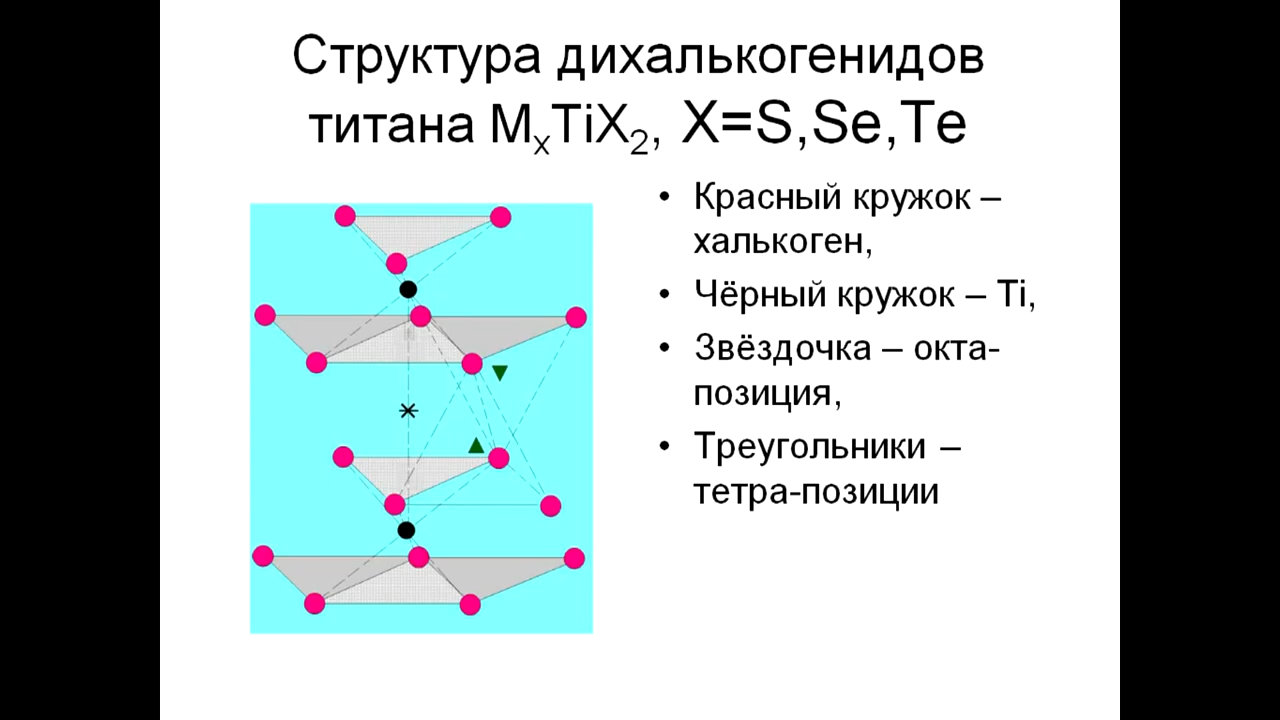 Структура дихалькогенидов
титана MxTiX2, X=S,Se,Te
• Красный кружок –
халькоген,
• Чёрный кружок – Ti,
• Звёздочка – окта-
позиция,
• Треугольники –
тетра-позиции